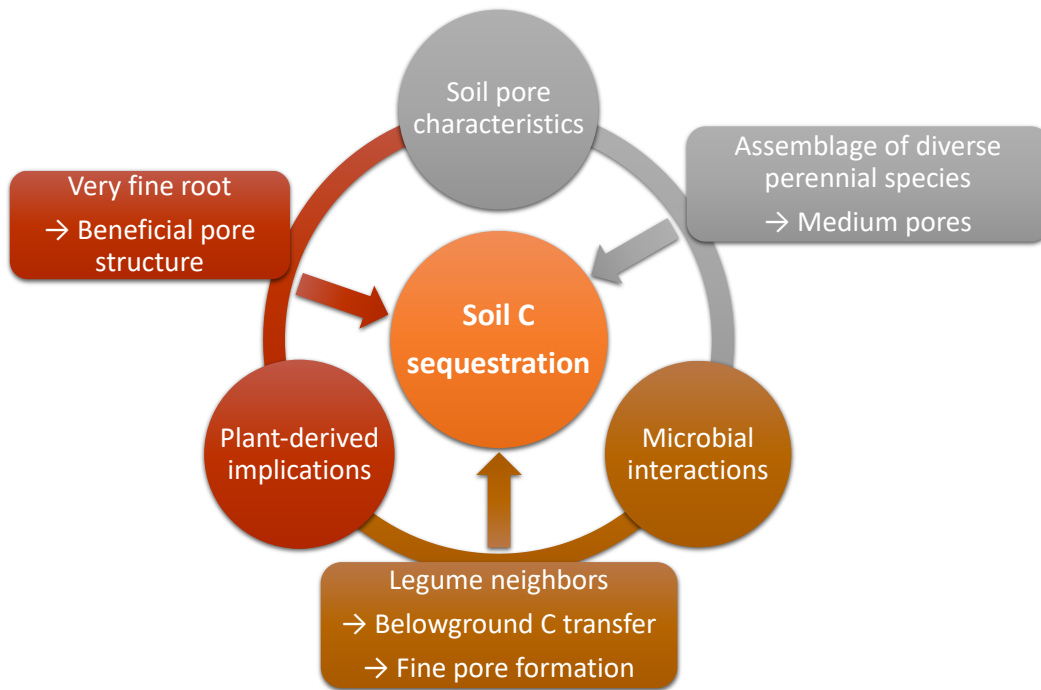 Soil pore
characteristics
Assemblage of diverse
perennial species
→ Medium pores
Very fine root
→ Beneficial pore
structure
Soil C
sequestration
Plant-derived
implications
Microbial
interactions
Legume neighbors
→ Belowground C transfer
→ Fine pore formation